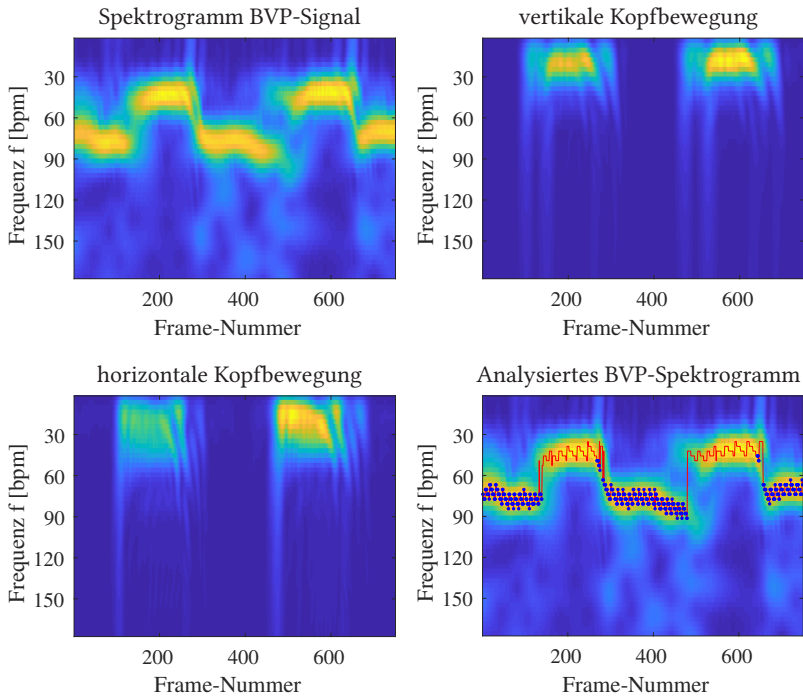 Spektrogramm BVP-Signal
Frequenz f [bpm]
30
60
90
120
150
200
400
600
Frame-Nummer
vertikale Kopfbewegung
Frequenz f [bpm]
30
60
90
120
150
200
400
600
Frame-Nummer
horizontale Kopfbewegung
Frequenz f [bpm]
30
60
90
120
150
200
400
600
Frame-Nummer
Analysiertes BVP-Spektrogramm
Frequenz f [bpm]
30
60
90
120
150
200
400
600
Frame-Nummer